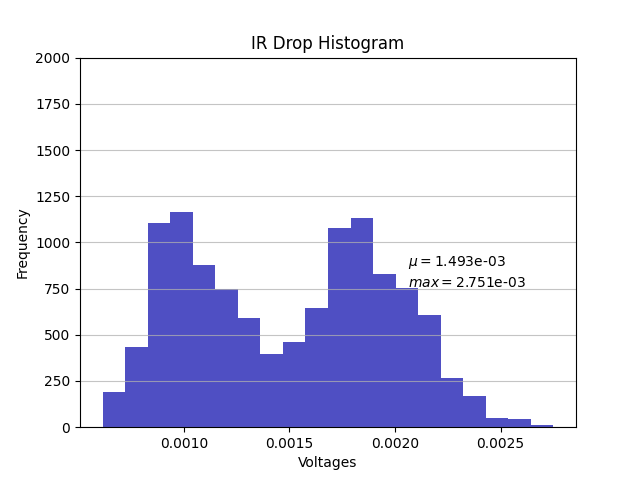 IR Drop Histogram
2000
1750
1500
1250
1000
750
500
250
0
Frequency
μ = 1.493e-03
max = 2.751e-03
0.0010 0.0015 0.0020 0.0025
Voltages